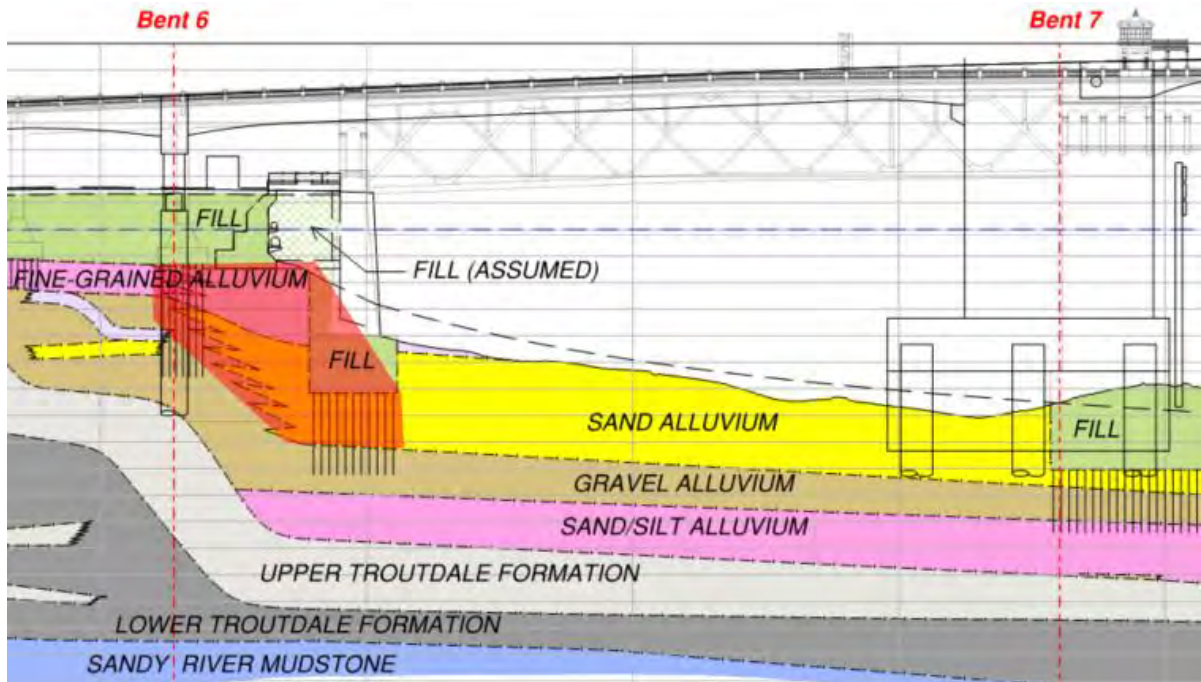 Bent 6
Bent 7
FILL
FILL (ASSUMED)
FINE-GRAINED ALLUVIUM
FILL
SAND ALLUVIUM
FILL
GRAVEL ALLUVIUM
SAND/SILT ALLUVIUM
UPPER TROUTDALE FORMATION
LOWER TROUTDALE FORMATION
SANDY RIVER MUDSTONE